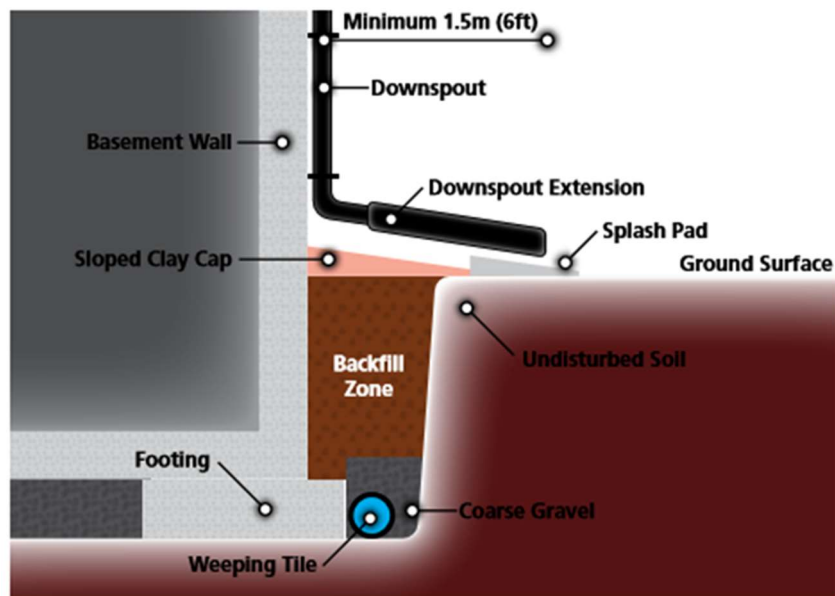 Minimum 1.5m (6ft)
Downspout
Basement Wall
Downspout Extension
Splash Pad
Sloped Clay Cap
Ground Surface
Backfill
Zone
Undisturbed Soil
Footing
Coarse Gravel
Weeping Tile